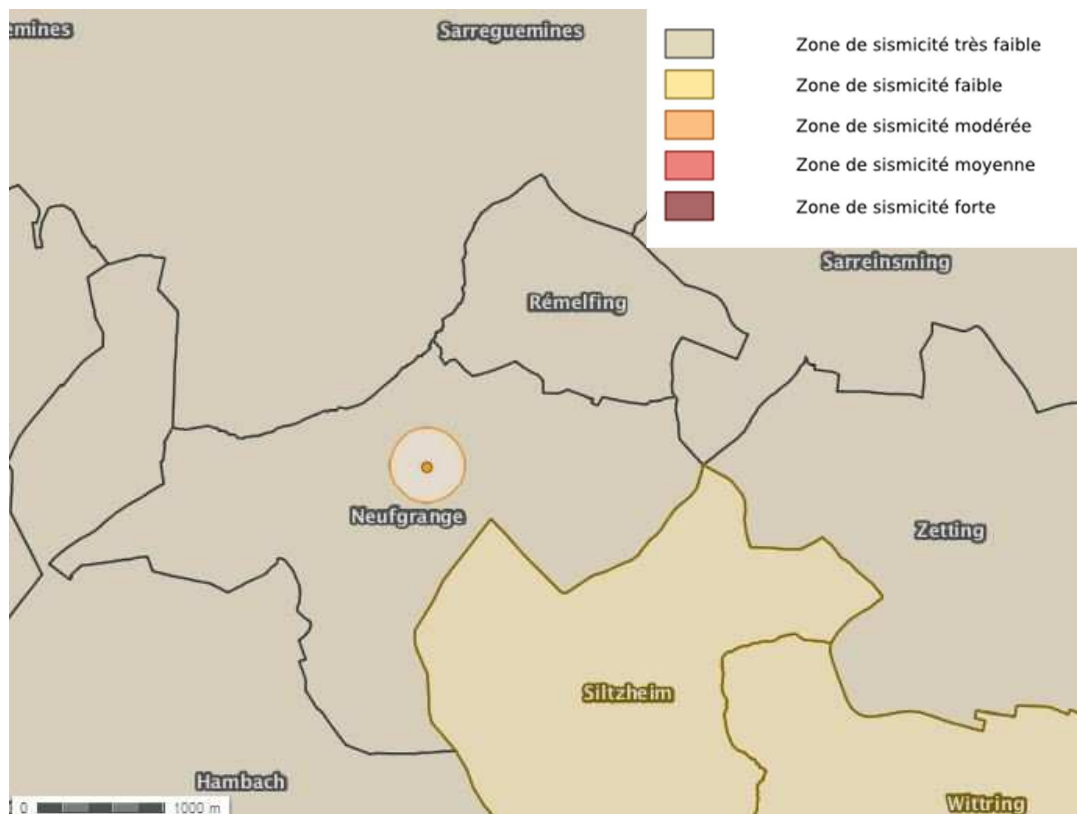 emines
Sarreguemines
Zone de sismicité très faible
Zone de sismicité faible
Zone de sismicité modérée
Zone de sismicité moyenne
Zone de sismicité forte
Sarreinsming
Rémelfing
Neufgrange
Zetting
Siltzheim
Hambach
Wittring
0 1000 m